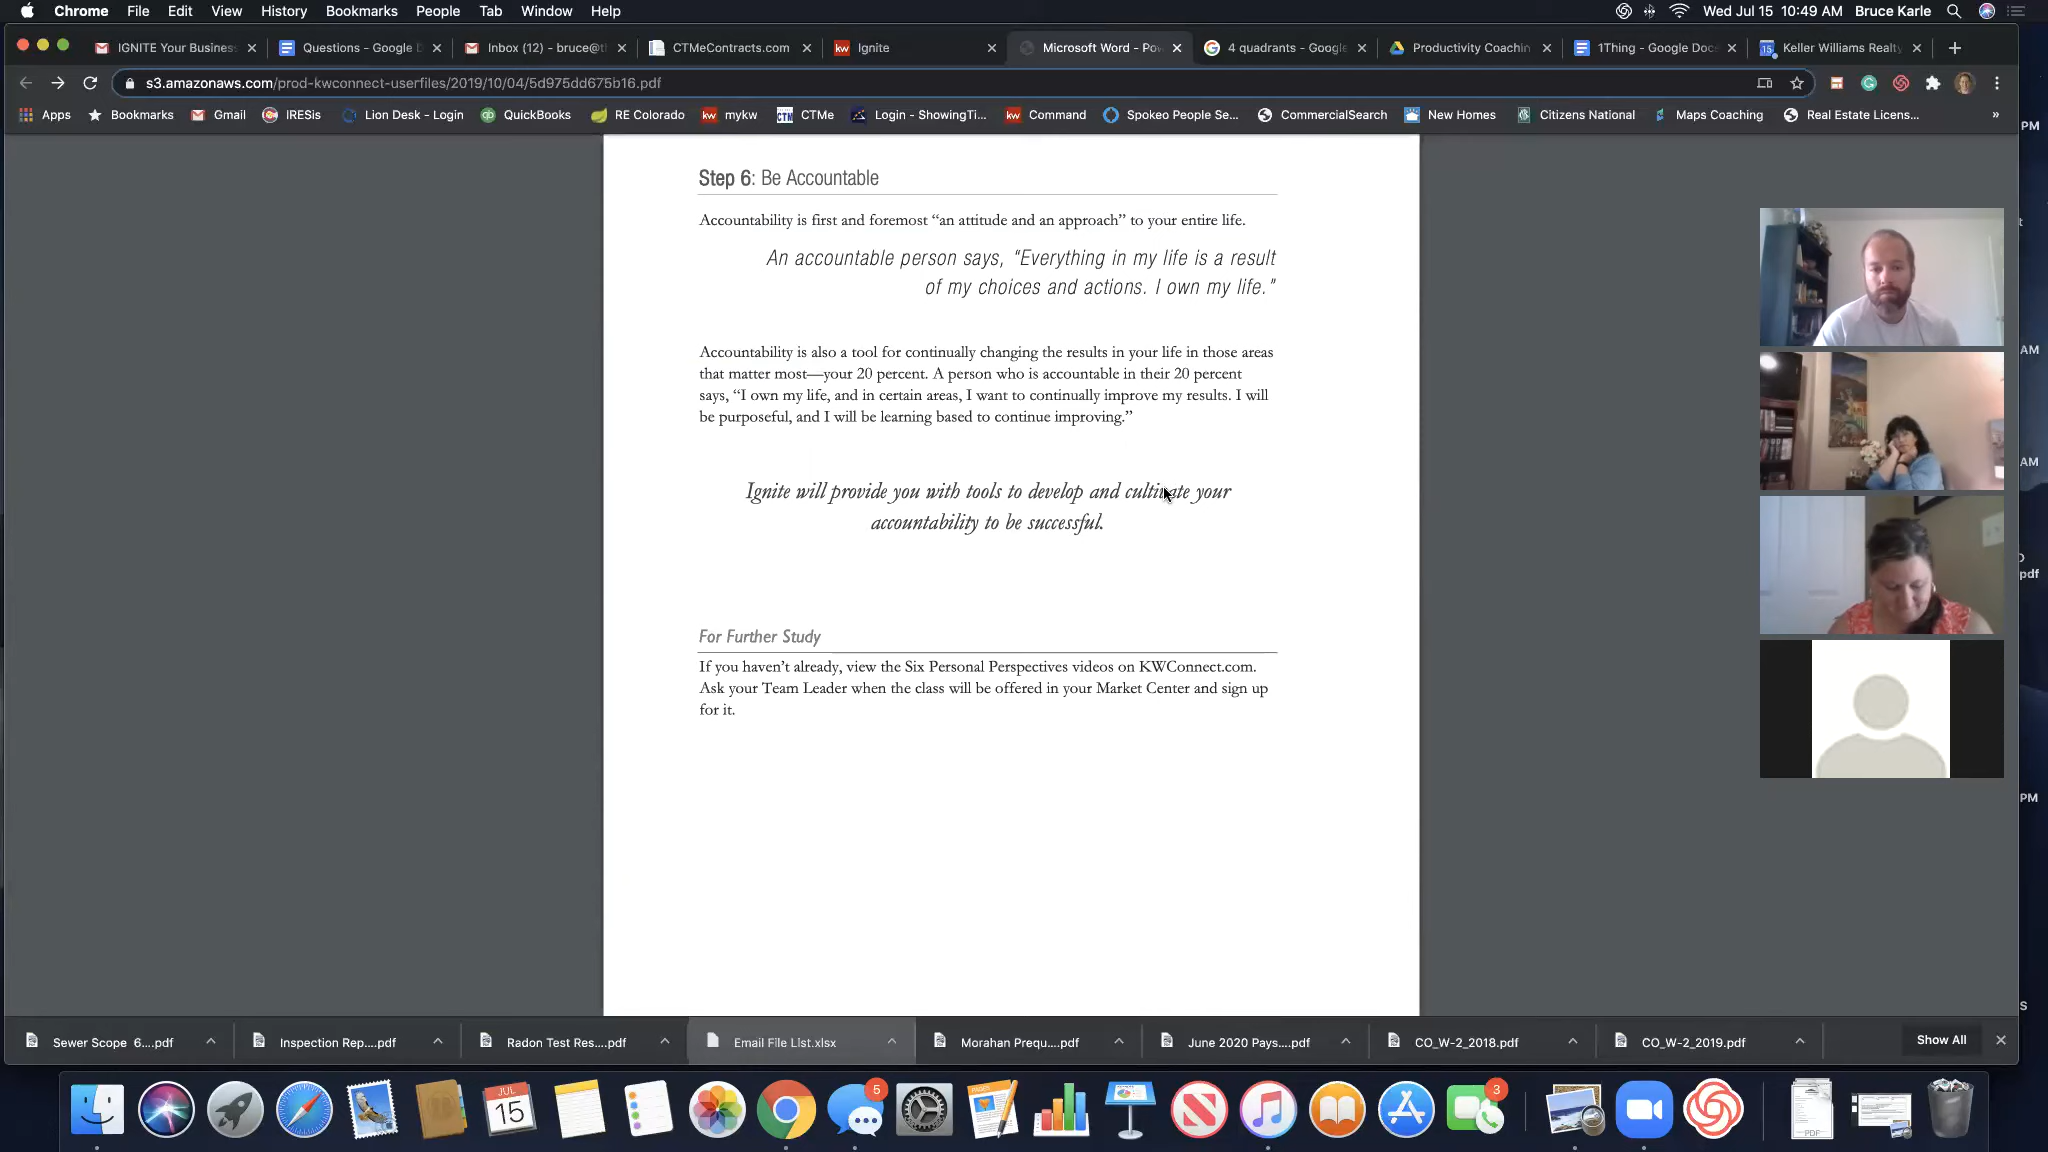 Chrome File Edit View History Bookmarks People Tab Window Help
Wed Jul 15 10:49 AM Bruce Karle
IGNITE Your Business
Questions - Google D
Inbox (12) - bruce@t
CTMeContracts.com
Ignite
Microsoft Word - Pow
4 quadrants - Google
Productivity Coachin
1Thing - Google Docs
Keller Williams Realty
s3.amazonaws.com/prod-kwconnect-userfiles/2019/10/04/5d975dd675b16.pdf
Apps Bookmarks Gmail IRESis Lion Desk - Login QuickBooks RE Colorado mykw CTMe Login - ShowingTi... Command Spokeo People Se... CommercialSearch New Homes Citizens National Maps Coaching Real Estate Licens... »
Step 6: Be Accountable
Accountability is first and foremost “an attitude and an approach” to your entire life.
An accountable person says, "Everything in my life is a result
of my choices and actions. I own my life."
Accountability is also a tool for continually changing the results in your life in those areas
that matter most—your 20 percent. A person who is accountable in their 20 percent
says, “I own my life, and in certain areas, I want to continually improve my results. I will
be purposeful, and I will be learning based to continue improving.”
Ignite will provide you with tools to develop and cultivate your
accountability to be successful.
For Further Study
If you haven’t already, view the Six Personal Perspectives videos on KWConnect.com.
Ask your Team Leader when the class will be offered in your Market Center and sign up
for it.
PM
AM
AM
pdf
PM
S
Sewer Scope 6....pdf
Inspection Rep....pdf
Radon Test Res....pdf
Email File LIst.xlsx
Morahan Prequ....pdf
June 2020 Pays....pdf
CO_W-2_2018.pdf
CO_W-2_2019.pdf
Show All
JUL
15
5
PAGES
3
PDF